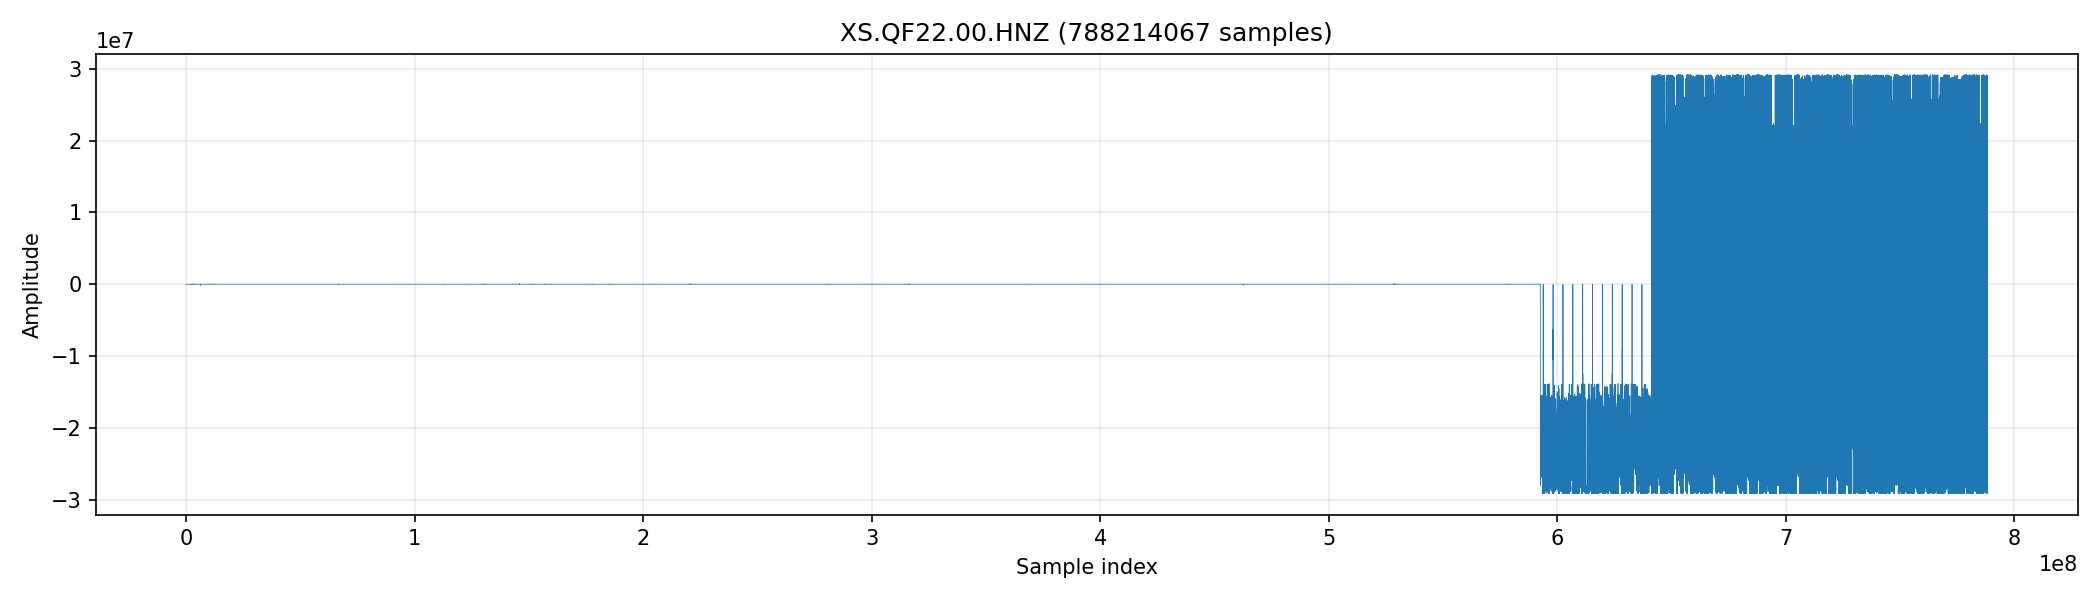 XS.QF22.00.HNZ (788214067 samples)
1e7
3
2
1
0
−1
−2
−3
Amplitude
0 1 2 3 4 5 6 7 8
1e8
Sample index